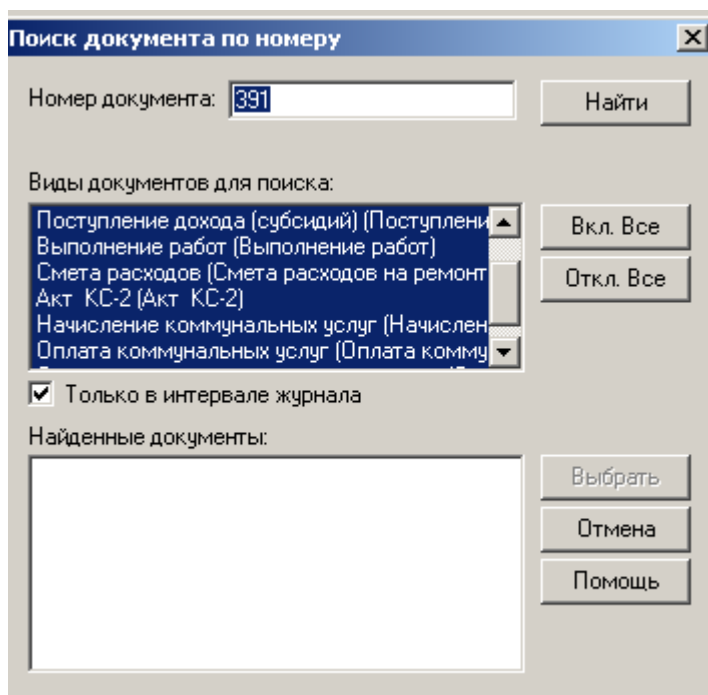 Поиск документа по номеру
Номер документа: 391 Найти
Виды документов для поиска:
Поступление дохода (субсидий) (Поступлени
Вкл. Все
Выполнение работ (Выполнение работ)
Смета расходов (Смета расходов на ремонт
Откл. Все
Акт КС-2 (Акт КС-2)
Начисление коммунальных услуг (Начислен
Оплата коммунальных услуг (Оплата комму
Только в интервале журнала
Найденные документы:
Выбрать
Отмена
Помощь